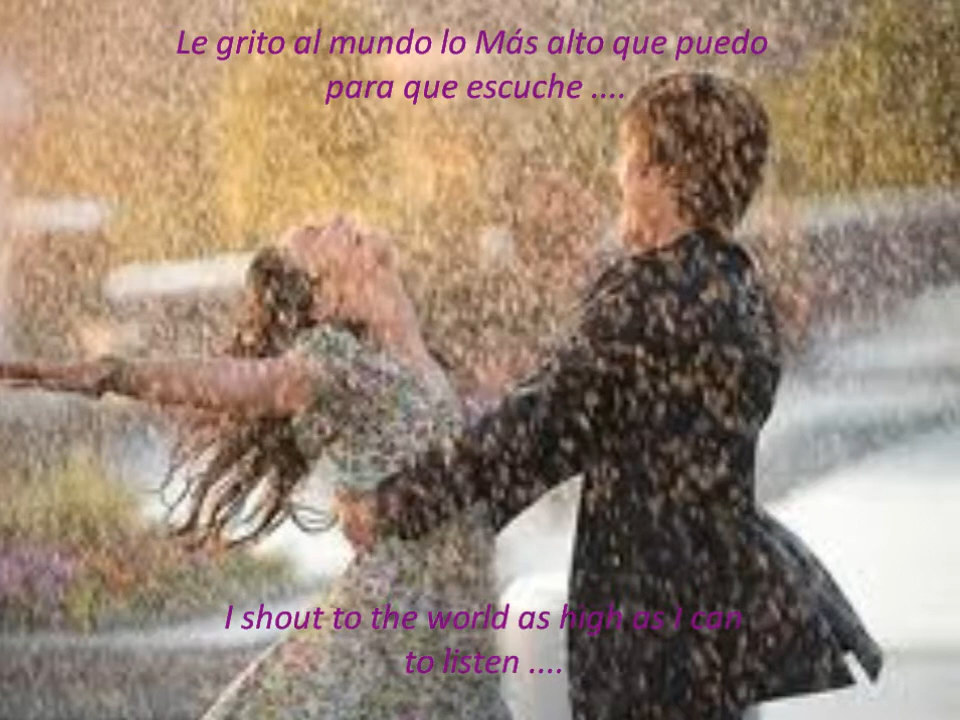 Le grito al mundo lo Más alto que puedo
para que escuche ....
I shout to the world as high as I can
to listen ....